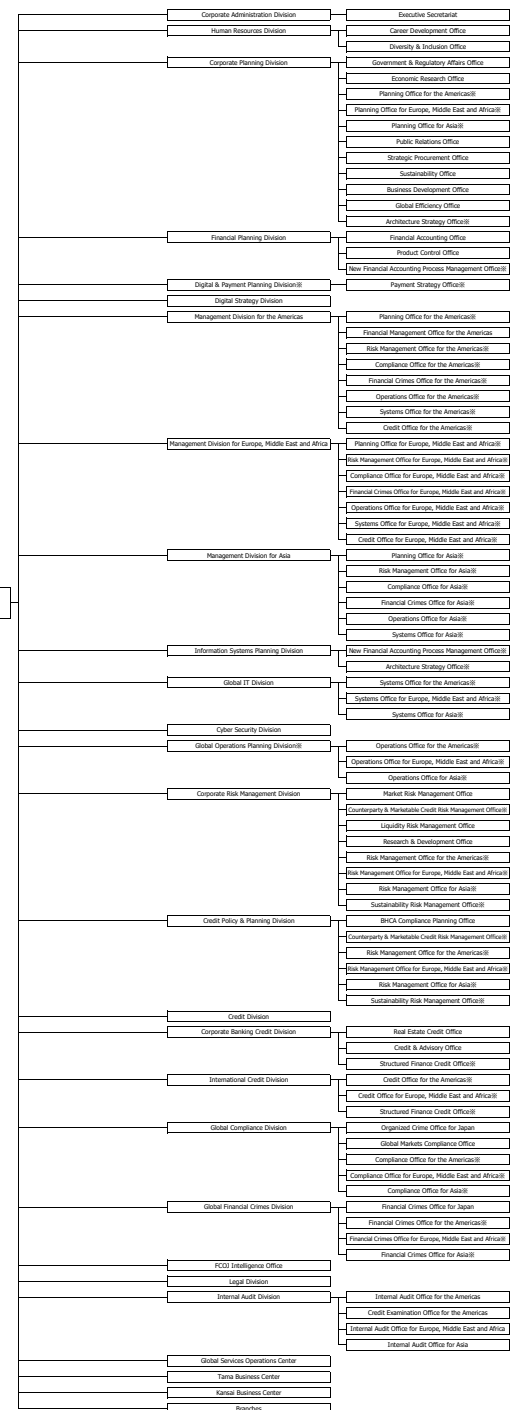 Corporate Administration Division
Executive Secretariat
Human Resources Division
Career Development Office
Diversity & Inclusion Office
Corporate Planning Division
Government & Regulatory Affairs Office
Economic Research Office
Planning Office for the Americas※
Planning Office for Europe, Middle East and Africa※
Planning Office for Asia※
Public Relations Office
Strategic Procurement Office
Sustainability Office
Business Development Office
Global Efficiency Office
Architecture Strategy Office※
Financial Planning Division
Financial Accounting Office
Product Control Office
New Financial Accounting Process Management Office※
Digital & Payment Planning Division※
Payment Strategy Office※
Digital Strategy Division
Management Division for the Americas
Planning Office for the Americas※
Financial Management Office for the Americas
Risk Management Office for the Americas※
Compliance Office for the Americas※
Financial Crimes Office for the Americas※
Operations Office for the Americas※
Systems Office for the Americas※
Credit Office for the Americas※
Management Division for Europe, Middle East and Africa
Planning Office for Europe, Middle East and Africa※
Risk Management Office for Europe, Middle East and Africa※
Compliance Office for Europe, Middle East and Africa※
Financial Crimes Office for Europe, Middle East and Africa※
Operations Office for Europe, Middle East and Africa※
Systems Office for Europe, Middle East and Africa※
Credit Office for Europe, Middle East and Africa※
Management Division for Asia
Planning Office for Asia※
Risk Management Office for Asia※
Compliance Office for Asia※
Financial Crimes Office for Asia※
Operations Office for Asia※
Systems Office for Asia※
Information Systems Planning Division
New Financial Accounting Process Management Office※
Architecture Strategy Office※
Global IT Division
Systems Office for the Americas※
Systems Office for Europe, Middle East and Africa※
Systems Office for Asia※
Cyber Security Division
Global Operations Planning Division※
Operations Office for the Americas※
Operations Office for Europe, Middle East and Africa※
Operations Office for Asia※
Corporate Risk Management Division
Market Risk Management Office
Counterparty & Marketable Credit Risk Management Office※
Liquidity Risk Management Office
Research & Development Office
Risk Management Office for the Americas※
Risk Management Office for Europe, Middle East and Africa※
Risk Management Office for Asia※
Sustainability Risk Management Office※
Credit Policy & Planning Division
BHCA Compliance Planning Office
Counterparty & Marketable Credit Risk Management Office※
Risk Management Office for the Americas※
Risk Management Office for Europe, Middle East and Africa※
Risk Management Office for Asia※
Sustainability Risk Management Office※
Credit Division
Corporate Banking Credit Division
Real Estate Credit Office
Credit & Advisory Office
Structured Finance Credit Office※
International Credit Division
Credit Office for the Americas※
Credit Office for Europe, Middle East and Africa※
Structured Finance Credit Office※
Global Compliance Division
Organized Crime Office for Japan
Global Markets Compliance Office
Compliance Office for the Americas※
Compliance Office for Europe, Middle East and Africa※
Compliance Office for Asia※
Global Financial Crimes Division
Financial Crimes Office for Japan
Financial Crimes Office for the Americas※
Financial Crimes Office for Europe, Middle East and Africa※
Financial Crimes Office for Asia※
FCOJ Intelligence Office
Legal Division
Internal Audit Division
Internal Audit Office for the Americas
Credit Examination Office for the Americas
Internal Audit Office for Europe, Middle East and Africa
Internal Audit Office for Asia
Global Services Operations Center
Tama Business Center
Kansai Business Center
Branches